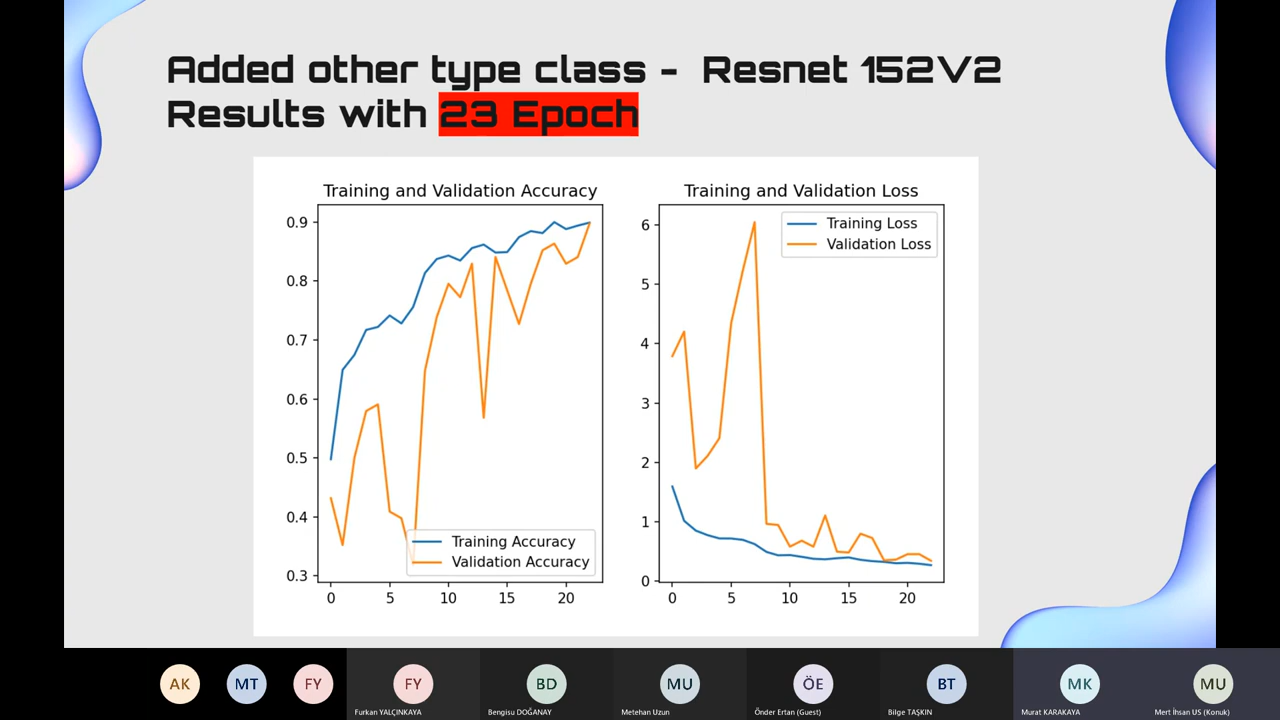 Added other type class - Resnet 152V2
Results with 23 Epoch
Training and Validation Accuracy
0.9
0.8
0.7
0.6
0.5
0.4
0.3
0 5 10 15 20
Training Accuracy
Validation Accuracy
Training and Validation Loss
6
5
4
3
2
1
0
0 5 10 15 20
Training Loss
Validation Loss
AK MT FY FY BD MU ÖE BT MK MU
Furkan YALÇINKAYA Bengisu DOĞANAY Metehan Uzun Önder Ertan (Guest) Bilge TAŞKIN Murat KARAKAYA Mert İhsan US (Konuk)